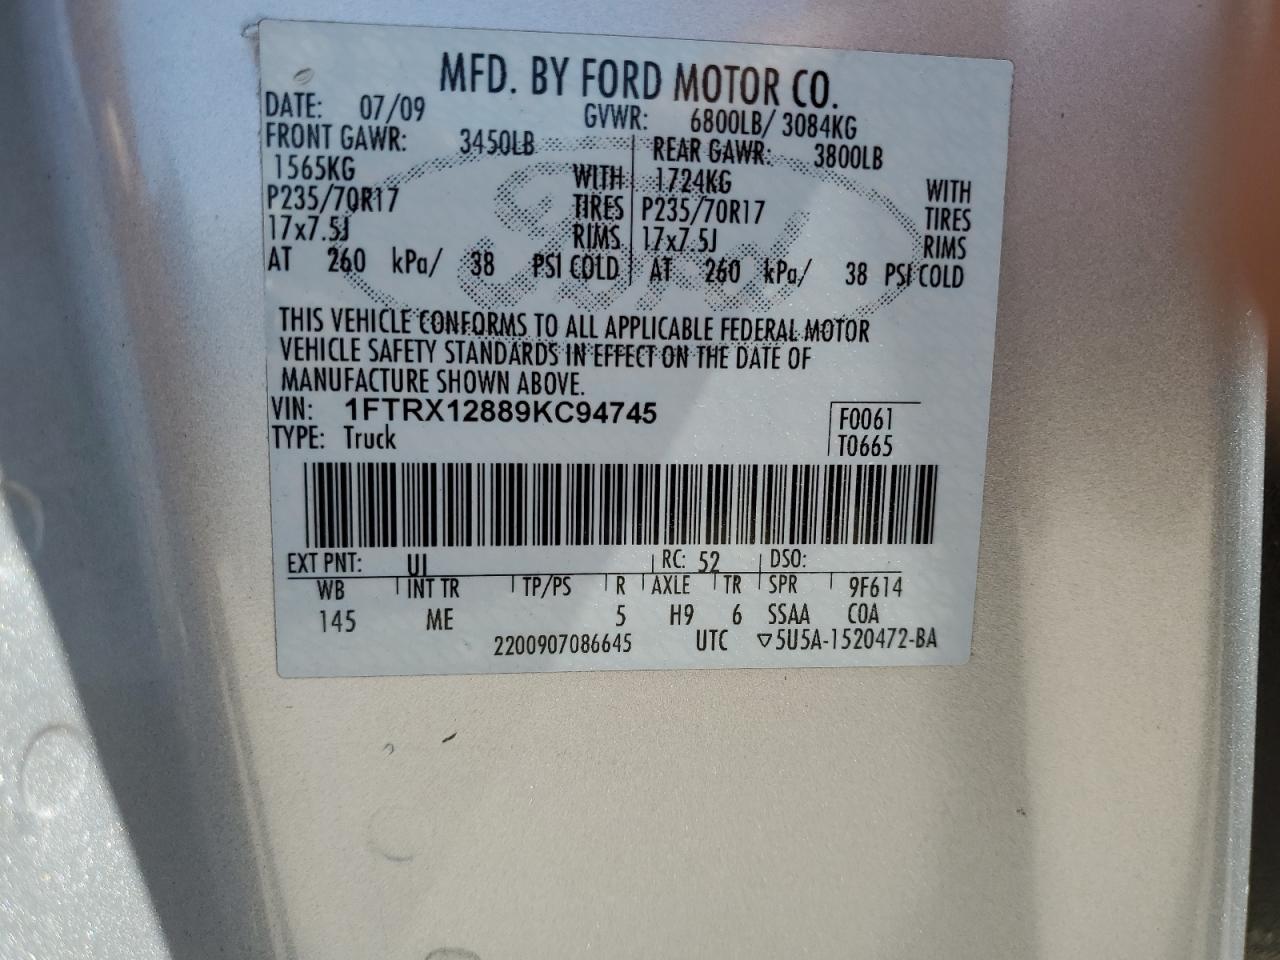 MFD. BY FORD MOTOR CO.
DATE: 07/09 GVWR: 6800LB/ 3084KG
FRONT GAWR: 3450LB REAR GAWR: 3800LB
1565KG WITH 1724KG WITH
P235/70R17 TIRES P235/70R17 TIRES
17x7.5J RIMS 17x7.5J RIMS
AT 260 kPa/ 38 PSI COLD AT 260 kPa/ 38 PSI COLD
THIS VEHICLE CONFORMS TO ALL APPLICABLE FEDERAL MOTOR
VEHICLE SAFETY STANDARDS IN EFFECT ON THE DATE OF
MANUFACTURE SHOWN ABOVE.
VIN: 1FTRX12889KC94745 F0061
TYPE: Truck T0665
EXT PNT: UI RC: 52 DSO:
WB INT TR TP/PS R AXLE TR SPR 9F614
145 ME 5 H9 6 SSAA COA
2200907086645 UTC ▽5U5A-1520472-BA